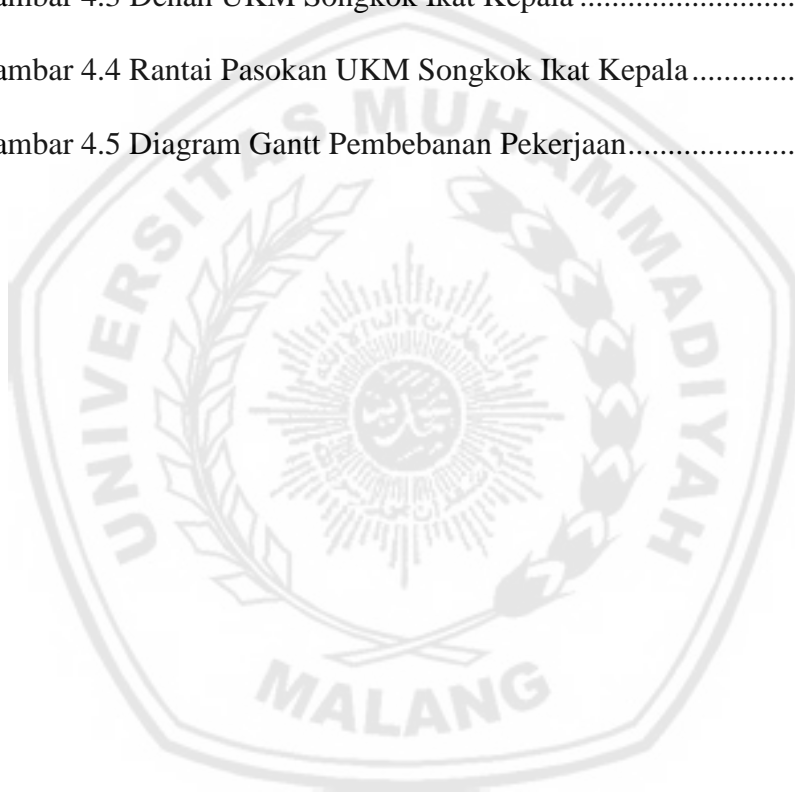 ambar 4.3 Denah UKM Songkok Ikat Kepala ........................
ambar 4.4 Rantai Pasokan UKM Songkok Ikat Kepala .............
ambar 4.5 Diagram Gantt Pembebanan Pekerjaan.....................
UNIVERSITAS MUHAMMADIYAH
MALANG